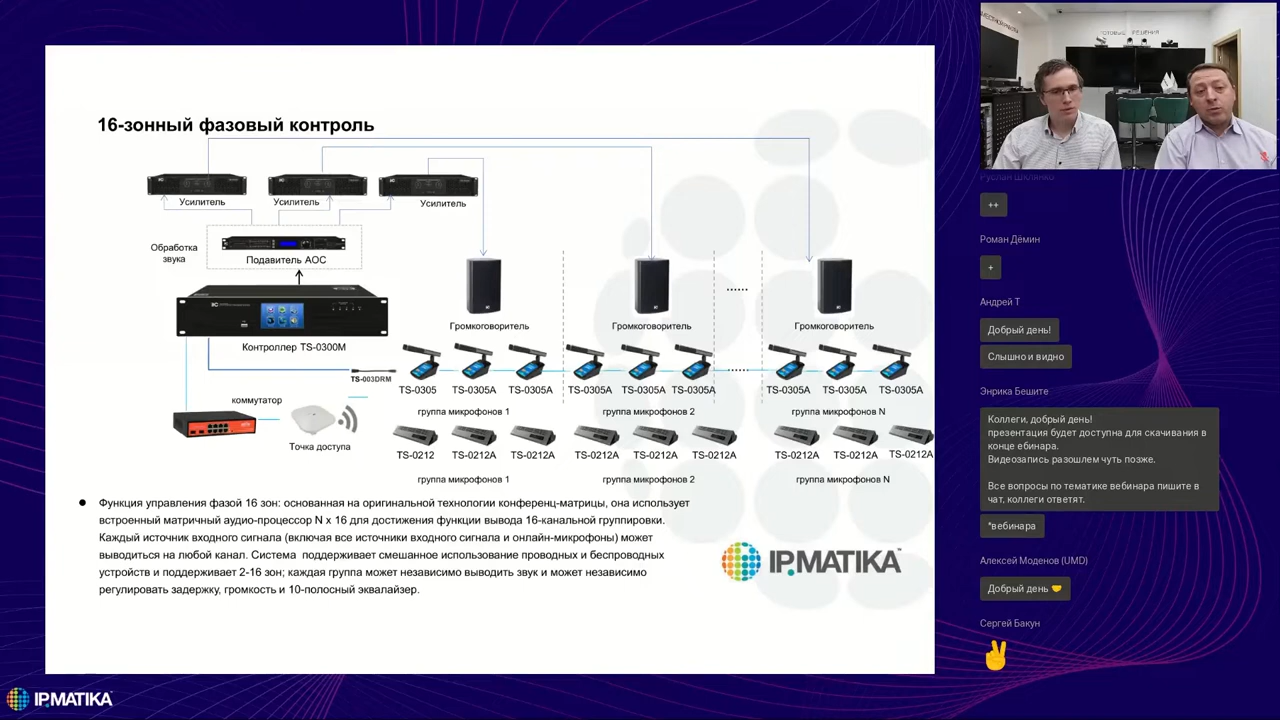 16-зонный фазовый контроль
Усилитель
Усилитель
Усилитель
Обработка
звука
Подавитель АОС
Контроллер TS-0300M
TS-003DRM
коммутатор
Точка доступа
Громкоговоритель
Громкоговоритель
......
Громкоговоритель
TS-0305
TS-0305A
TS-0305A
TS-0305A
TS-0305A
TS-0305A
......
TS-0305A
TS-0305A
TS-0305A
группа микрофонов 1
группа микрофонов 2
группа микрофонов N
TS-0212
TS-0212A
TS-0212A
TS-0212A
TS-0212A
TS-0212A
TS-0212A
TS-0212A
TS-0212A
группа микрофонов 1
группа микрофонов 2
группа микрофонов N
Функция управления фазой 16 зон: основанная на оригинальной технологии конференц-матрицы, она использует
встроенный матричный аудио-процессор N x 16 для достижения функции вывода 16-канальной группировки.
Каждый источник входного сигнала (включая все источники входного сигнала и онлайн-микрофоны) может
выводиться на любой канал. Система поддерживает смешанное использование проводных и беспроводных
устройств и поддерживает 2-16 зон; каждая группа может независимо выводить звук и может независимо
регулировать задержку, громкость и 10-полосный эквалайзер.
IP.MATIKA™
IP.MATIKA
++
Роман Дёмин
+
Андрей Т
Добрый день!
Слышно и видно
Энрика Бешите
Коллеги, добрый день!
презентация будет доступна для скачивания в
конце ебинара.
Видеозапись разошлем чуть позже.
Все вопросы по тематике вебинара пишите в
чат, коллеги ответят.
*вебинара
Алексей Моденов (UMD)
Добрый день 🤝
Сергей Бакун
✌